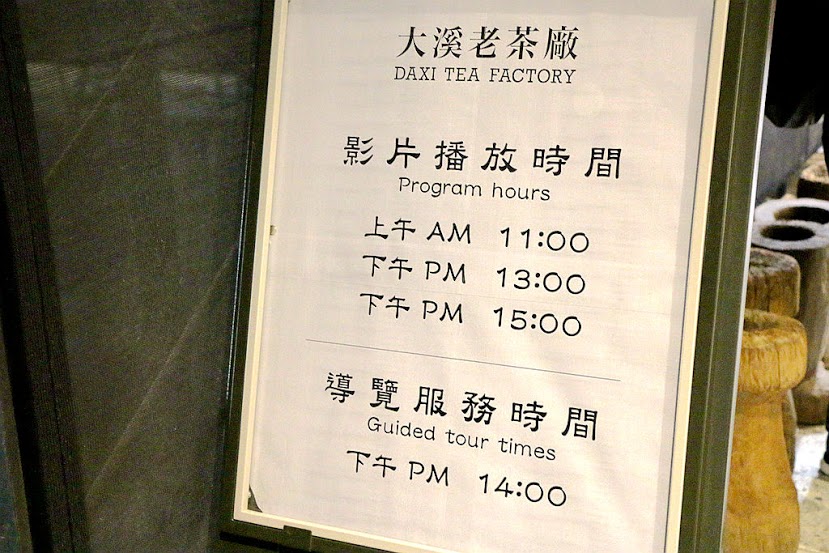 大溪老茶廠
DAXI TEA FACTORY
影片播放時間
Program hours
上午 AM 11:00
下午 PM 13:00
下午 PM 15:00
導覽服務時間
Guided tour times
下午 PM 14:00